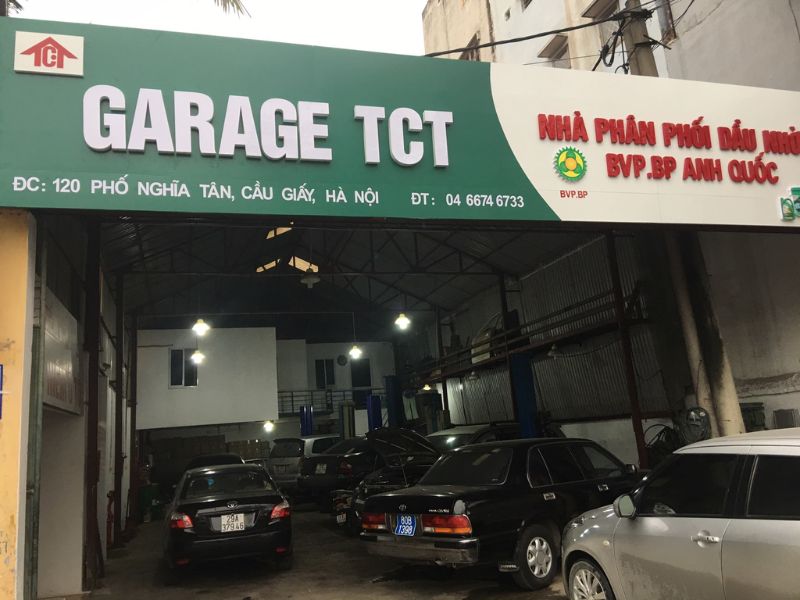 TCT
GARAGE TCT
ĐC: 120 PHỐ NGHĨA TÂN, CẦU GIẤY, HÀ NỘI
ĐT: 04 6674 6733
NHÀ PHÂN PHỐI DẦU NHỜ
BVP.BP ANH QUỐC
BVP.BP
29A
379.46
80B
1398